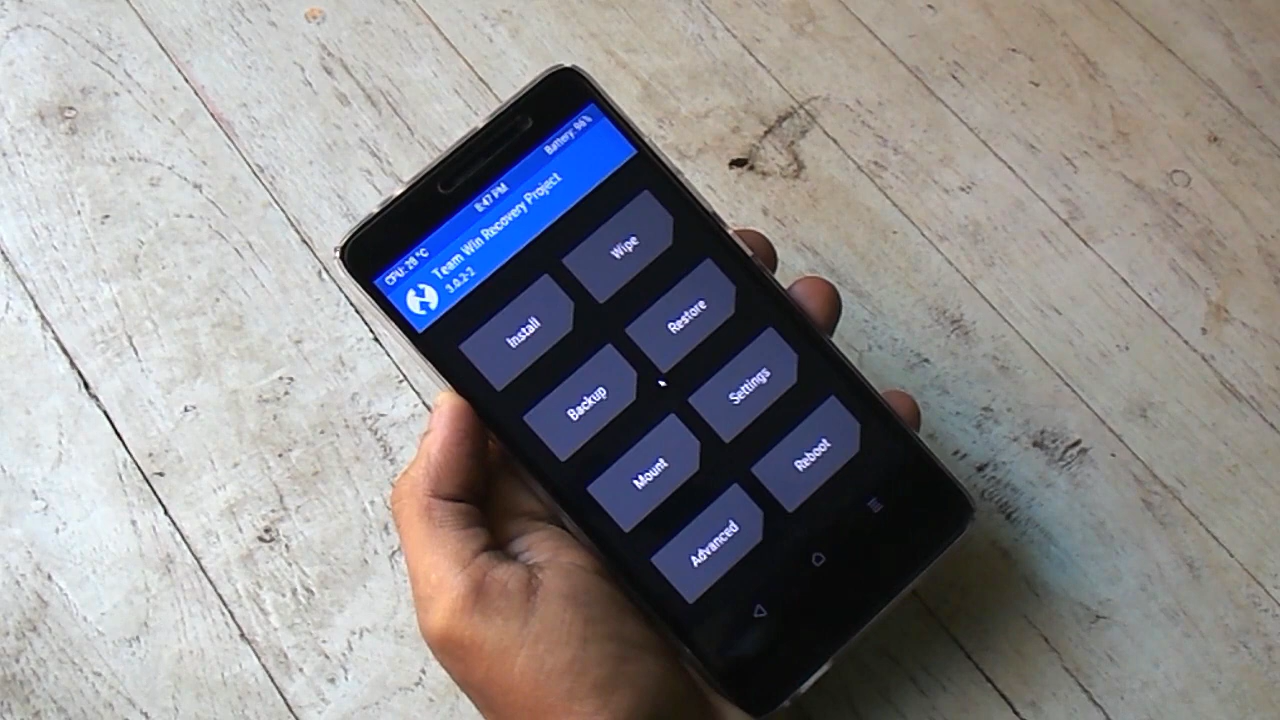 CPU: 29 °C 8:47 PM Battery: 96%
Team Win Recovery Project
3.0.2-2
Install Wipe
Backup Restore
Mount Settings
Advanced Reboot